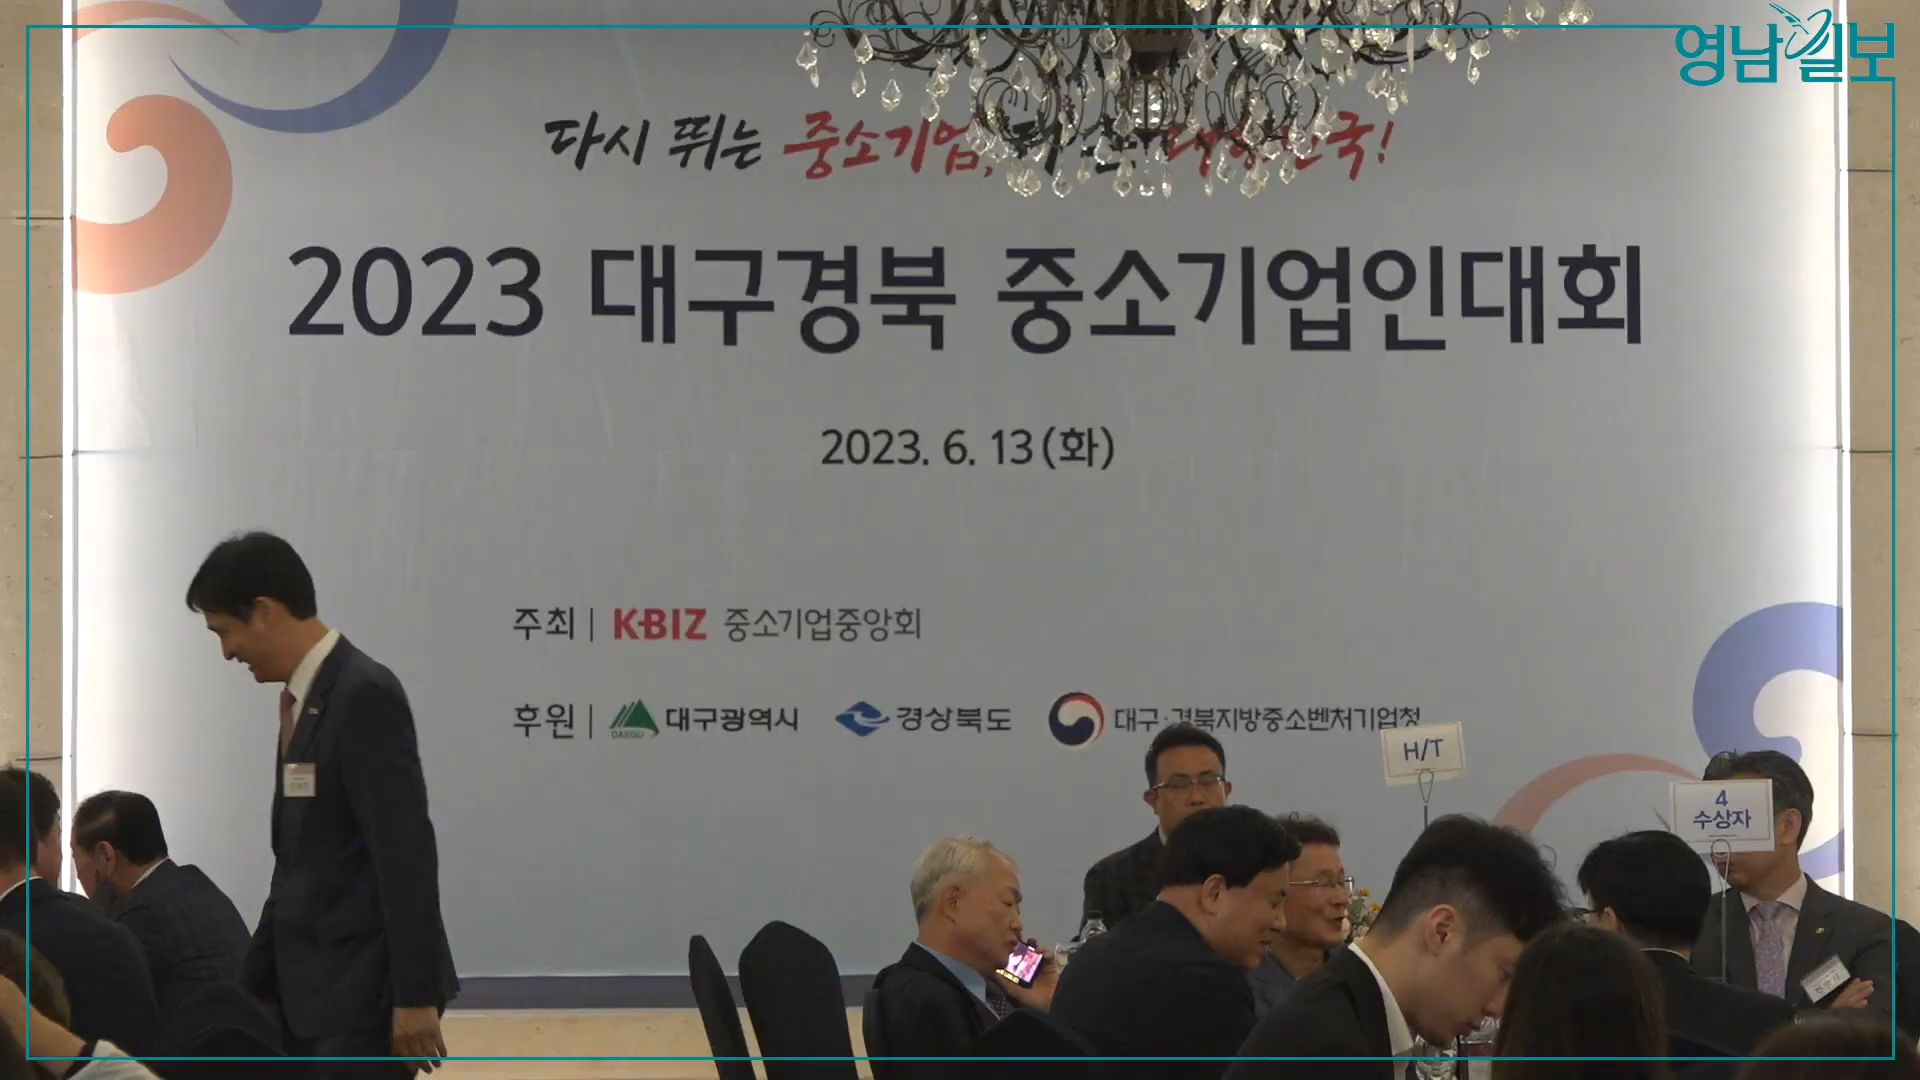 영남일보
다시 뛰는 중소기업,
2023 대구경북 중소기업인대회
2023. 6. 13(화)
주최 | K-BIZ 중소기업중앙회
후원 | DAEGU 대구광역시 경상북도 대구·경북지방중소벤처기업청
H/T
4
수상자